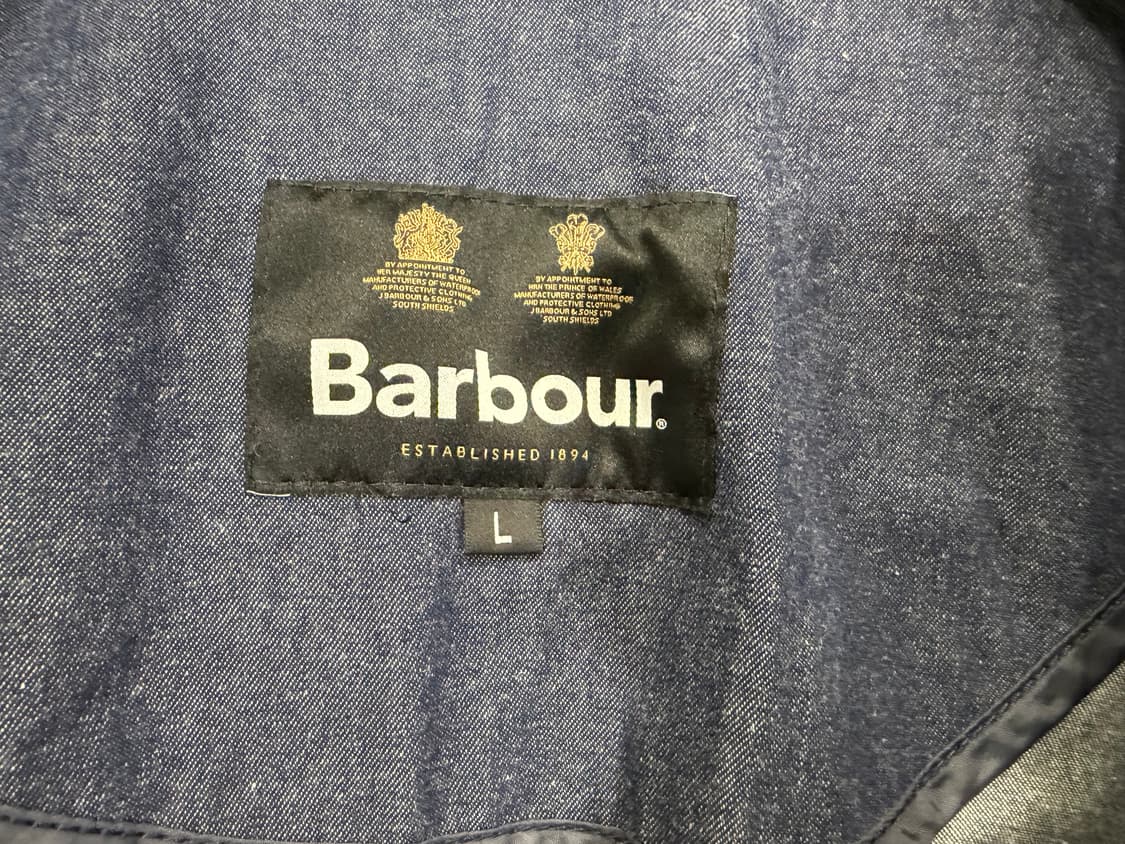 BY APPOINTMENT TO
HER MAJESTY THE QUEEN
MANUFACTURERS OF WATERPROOF
AND PROTECTIVE CLOTHING
J BARBOUR & SONS LTD
SOUTH SHIELDS
BY APPOINTMENT TO
HRH THE PRINCE OF WALES
MANUFACTURERS OF WATERPROOF
AND PROTECTIVE CLOTHING
J BARBOUR & SONS LTD
SOUTH SHIELDS
Barbour®
ESTABLISHED 1894
L